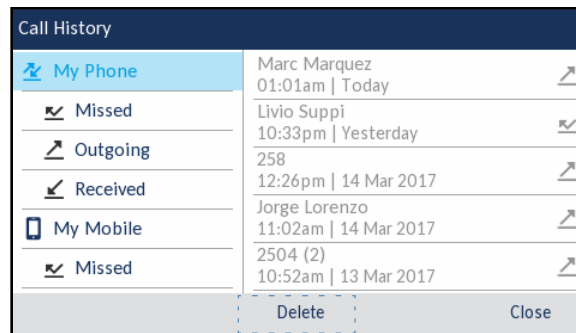 Call History
My Phone
Missed
Outgoing
Received
My Mobile
Missed
Marc Marquez
01:01am | Today
Livio Suppi
10:33pm | Yesterday
258
12:26pm | 14 Mar 2017
Jorge Lorenzo
11:02am | 14 Mar 2017
2504 (2)
10:52am | 13 Mar 2017
Delete
Close